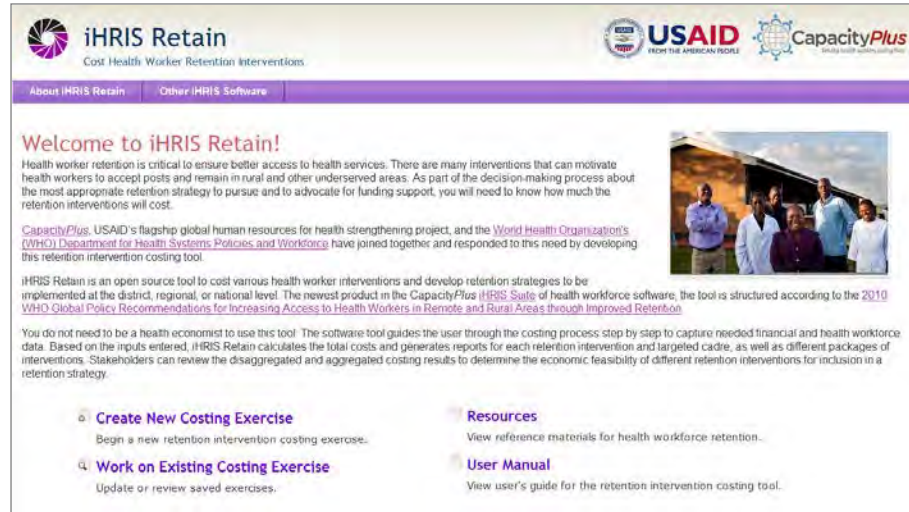 iHRIS Retain
Cost Health Worker Retention Interventions
USAID
FROM THE AMERICAN PEOPLE
CapacityPlus
About iHRIS Retain
Other iHRIS Software
Welcome to iHRIS Retain!
Health worker retention is critical to ensure better access to health services. There are many interventions that can motivate
health workers to accept posts and remain in rural and other underserved areas. As part of the decision-making process about
the most appropriate retention strategy to pursue and to advocate for funding support, you will need to know how much the
retention interventions will cost.
CapacityPlus, USAID's flagship global human resources for health strengthening project, and the World Health Organization's
(WHO) Department for Health Systems Policies and Workforce have joined together and responded to this need by developing
this retention intervention costing tool.
iHRIS Retain is an open source tool to cost various health worker interventions and develop retention strategies to be
implemented at the district, regional, or national level. The newest product in the CapacityPlus iHRIS Suite of health workforce software, the tool is structured according to the 2010
WHO Global Policy Recommendations for Increasing Access to Health Workers in Remote and Rural Areas through Improved Retention.
You do not need to be a health economist to use this tool. The software tool guides the user through the costing process step by step to capture needed financial and health workforce
data. Based on the inputs entered, iHRIS Retain calculates the total costs and generates reports for each retention intervention and targeted cadre, as well as different packages of
interventions. Stakeholders can review the disaggregated and aggregated costing results to determine the economic feasibility of different retention interventions for inclusion in a
retention strategy.
Create New Costing Exercise
Begin a new retention intervention costing exercise.
Work on Existing Costing Exercise
Update or review saved exercises.
Resources
View reference materials for health workforce retention.
User Manual
View user's guide for the retention intervention costing tool.